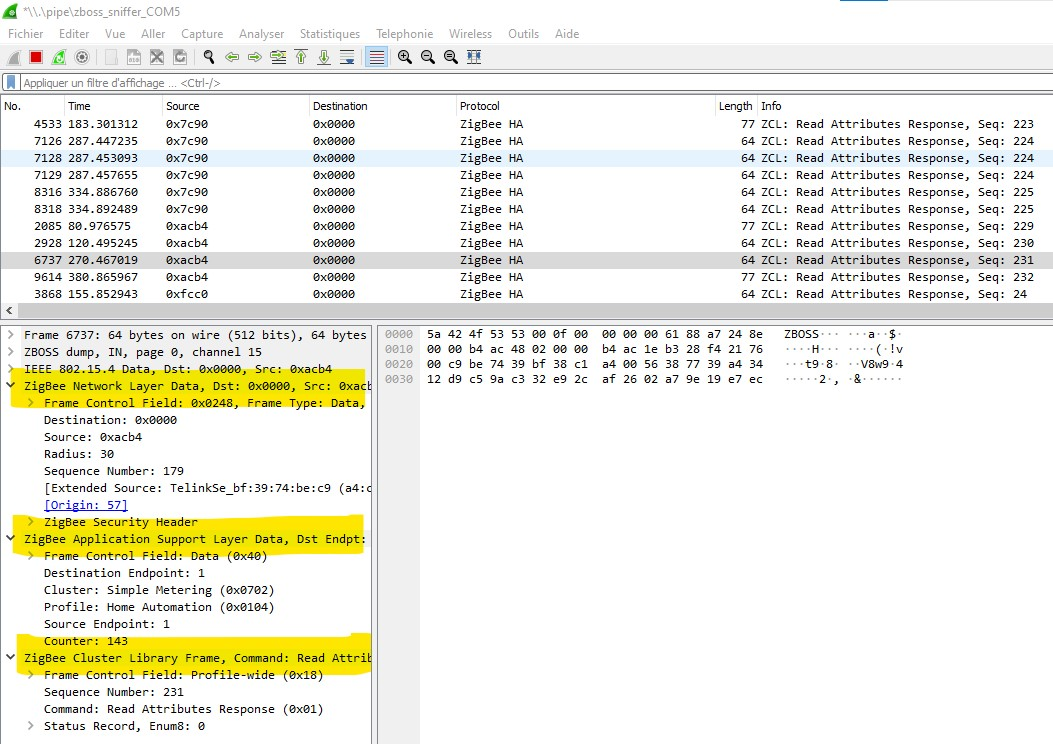 *\\.\pipe\zboss_sniffer_COM5
Fichier Editer Vue Aller Capture Analyser Statistiques Telephonie Wireless Outils Aide
Appliquer un filtre d'affichage ... <Ctrl-/>
No. Time Source Destination Protocol Length Info
4533 183.301312 0x7c90 0x0000 ZigBee HA 77 ZCL: Read Attributes Response, Seq: 223
7126 287.447235 0x7c90 0x0000 ZigBee HA 64 ZCL: Read Attributes Response, Seq: 224
7128 287.453093 0x7c90 0x0000 ZigBee HA 64 ZCL: Read Attributes Response, Seq: 224
7129 287.457655 0x7c90 0x0000 ZigBee HA 64 ZCL: Read Attributes Response, Seq: 224
8316 334.886760 0x7c90 0x0000 ZigBee HA 64 ZCL: Read Attributes Response, Seq: 225
8318 334.892489 0x7c90 0x0000 ZigBee HA 64 ZCL: Read Attributes Response, Seq: 225
2085 80.976575 0xacb4 0x0000 ZigBee HA 77 ZCL: Read Attributes Response, Seq: 229
2928 120.495245 0xacb4 0x0000 ZigBee HA 64 ZCL: Read Attributes Response, Seq: 230
6737 270.467019 0xacb4 0x0000 ZigBee HA 64 ZCL: Read Attributes Response, Seq: 231
9614 380.865967 0xacb4 0x0000 ZigBee HA 77 ZCL: Read Attributes Response, Seq: 232
3868 155.852943 0xfcc0 0x0000 ZigBee HA 64 ZCL: Read Attributes Response, Seq: 24
Frame 6737: 64 bytes on wire (512 bits), 64 bytes
ZBOSS dump, IN, page 0, channel 15
IEEE 802.15.4 Data, Dst: 0x0000, Src: 0xacb4
ZigBee Network Layer Data, Dst: 0x0000, Src: 0xacb
Frame Control Field: 0x0248, Frame Type: Data,
Destination: 0x0000
Source: 0xacb4
Radius: 30
Sequence Number: 179
[Extended Source: TelinkSe_bf:39:74:be:c9 (a4:c
[Origin: 57]
ZigBee Security Header
ZigBee Application Support Layer Data, Dst Endpt:
Frame Control Field: Data (0x40)
Destination Endpoint: 1
Cluster: Simple Metering (0x0702)
Profile: Home Automation (0x0104)
Source Endpoint: 1
Counter: 143
ZigBee Cluster Library Frame, Command: Read Attrib
Frame Control Field: Profile-wide (0x18)
Sequence Number: 231
Command: Read Attributes Response (0x01)
Status Record, Enum8: 0
0000 5a 42 4f 53 53 00 0f 00 00 00 00 61 88 a7 24 8e ZBOSS··· ···a··$·
0010 00 00 b4 ac 48 02 00 00 b4 ac 1e b3 28 f4 21 76 ····H··· ····(·!v
0020 00 c9 be 74 39 bf 38 c1 a4 00 56 38 77 39 a4 34 ···t9·8· ··V8w9·4
0030 12 d9 c5 9a c3 32 e9 2c af 26 02 a7 9e 19 e7 ec ·····2·, ·&······